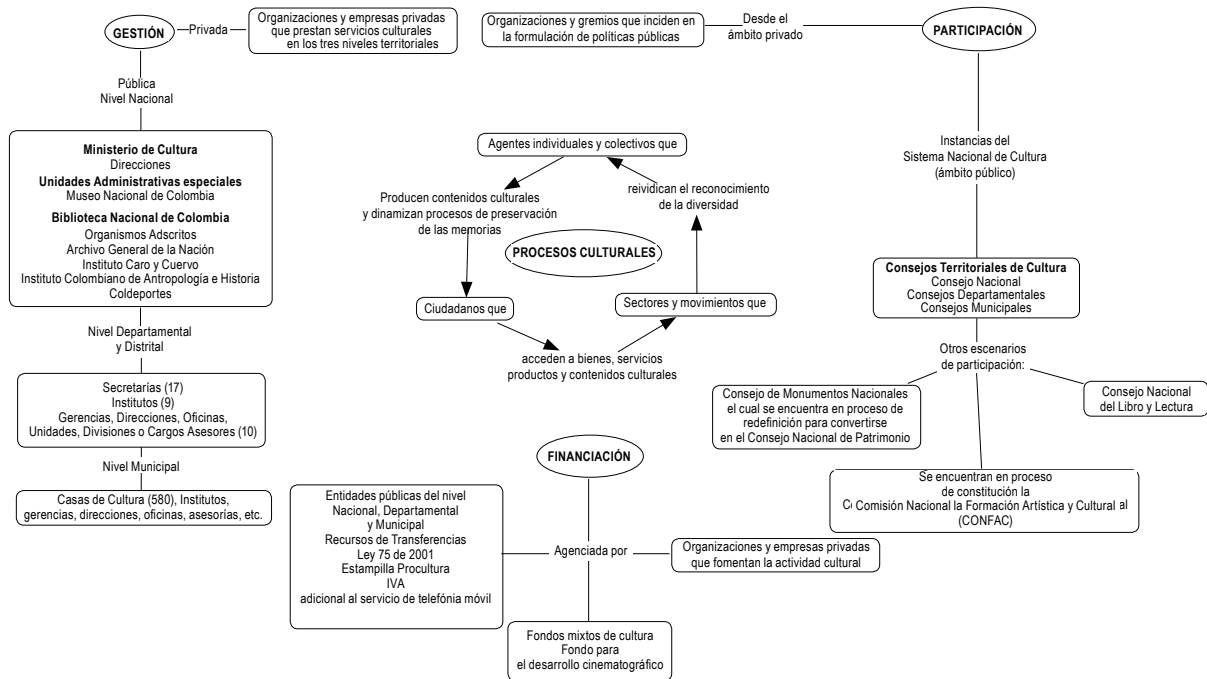 GESTIÓN
Privada
Organizaciones y empresas privadas
que prestan servicios culturales
en los tres niveles territoriales
Pública
Nivel Nacional
Ministerio de Cultura
Direcciones
Unidades Administrativas especiales
Museo Nacional de Colombia
Biblioteca Nacional de Colombia
Organismos Adscritos
Archivo General de la Nación
Instituto Caro y Cuervo
Instituto Colombiano de Antropología e Historia
Coldeportes
Nivel Departamental
y Distrital
Secretarías (17)
Institutos (9)
Gerencias, Direcciones, Oficinas,
Unidades, Divisiones o Cargos Asesores (10)
Nivel Municipal
Casas de Cultura (580), Institutos,
gerencias, direcciones, oficinas, asesorías, etc.
Organizaciones y gremios que inciden en
la formulación de políticas públicas
Desde el
ámbito privado
PARTICIPACIÓN
Instancias del
Sistema Nacional de Cultura
(ámbito público)
Consejos Territoriales de Cultura
Consejo Nacional
Consejos Departamentales
Consejos Municipales
Otros escenarios
de participación:
Consejo de Monumentos Nacionales
el cual se encuentra en proceso de
redefinición para convertirse
en el Consejo Nacional de Patrimonio
Consejo Nacional
del Libro y Lectura
Se encuentran en proceso
de constitución la
Comisión Nacional la Formación Artística y Cultural
(CONFAC)
Agentes individuales y colectivos que
Producen contenidos culturales
y dinamizan procesos de preservación
de las memorias
reividican el reconocimiento
de la diversidad
PROCESOS CULTURALES
Ciudadanos que
Sectores y movimientos que
acceden a bienes, servicios
productos y contenidos culturales
FINANCIACIÓN
Entidades públicas del nivel
Nacional, Departamental
y Municipal
Recursos de Transferencias
Ley 75 de 2001
Estampilla Procultura
IVA
adicional al servicio de telefónía móvil
Agenciada por
Organizaciones y empresas privadas
que fomentan la actividad cultural
Fondos mixtos de cultura
Fondo para
el desarrollo cinematográfico